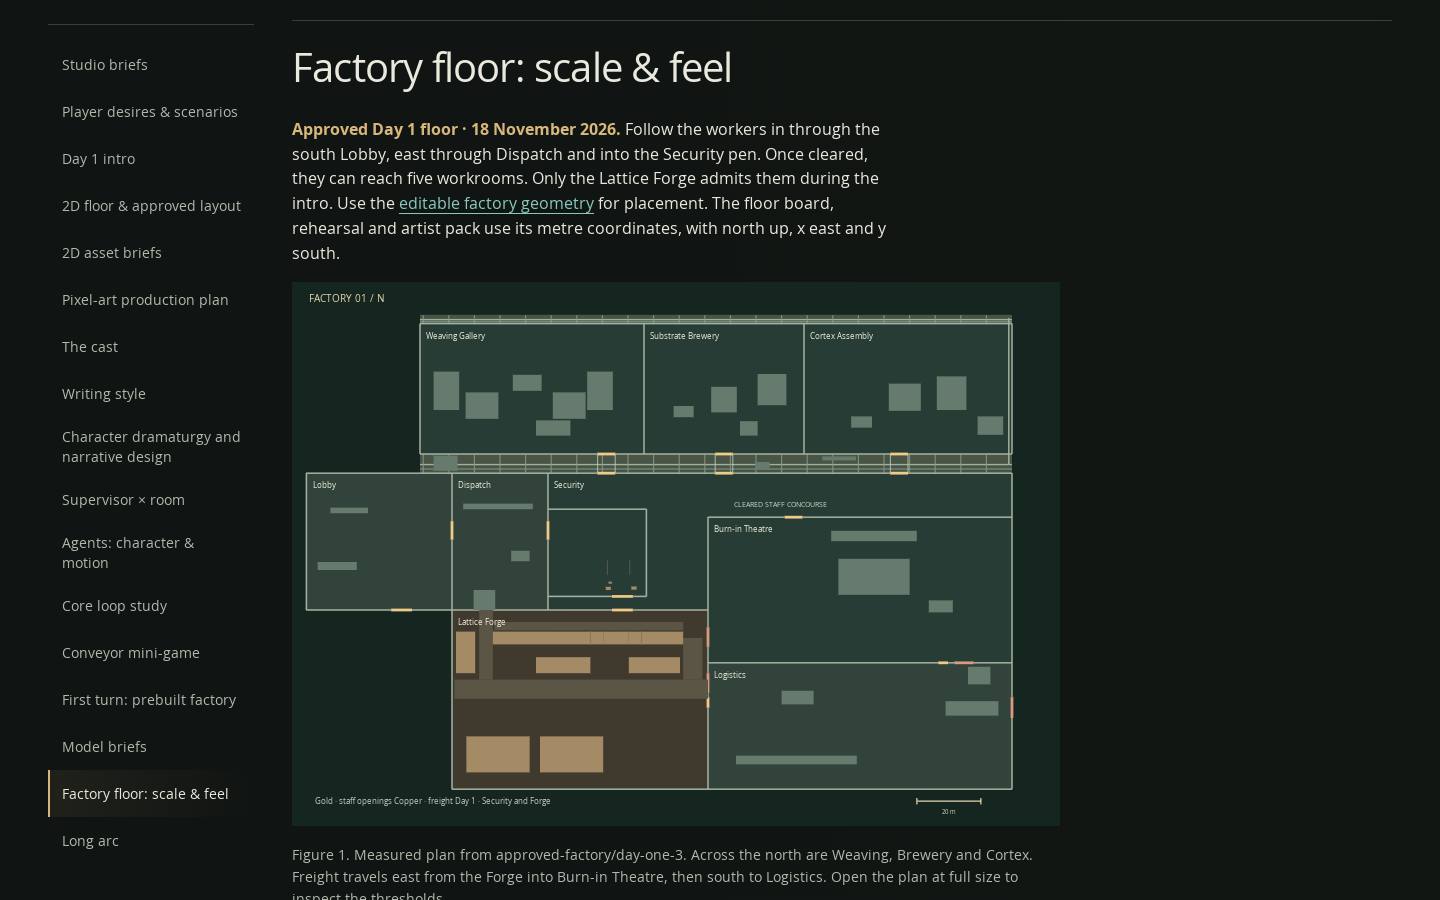 Studio briefs
Player desires & scenarios
Day 1 intro
2D floor & approved layout
2D asset briefs
Pixel-art production plan
The cast
Writing style
Character dramaturgy and
narrative design
Supervisor × room
Agents: character &
motion
Core loop study
Conveyor mini-game
First turn: prebuilt factory
Model briefs
Factory floor: scale & feel
Long arc
Factory floor: scale & feel
Approved Day 1 floor · 18 November 2026. Follow the workers in through the
south Lobby, east through Dispatch and into the Security pen. Once cleared,
they can reach five workrooms. Only the Lattice Forge admits them during the
intro. Use the editable factory geometry for placement. The floor board,
rehearsal and artist pack use its metre coordinates, with north up, x east and y
south.
FACTORY 01 / N
Weaving Gallery
Substrate Brewery
Cortex Assembly
Lobby
Dispatch
Security
CLEARED STAFF CONCOURSE
Burn-in Theatre
Lattice Forge
Logistics
Gold · staff openings Copper · freight Day 1 · Security and Forge
20 m
Figure 1. Measured plan from approved-factory/day-one-3. Across the north are Weaving, Brewery and Cortex.
Freight travels east from the Forge into Burn-in Theatre, then south to Logistics. Open the plan at full size to
inspect the thresholds.